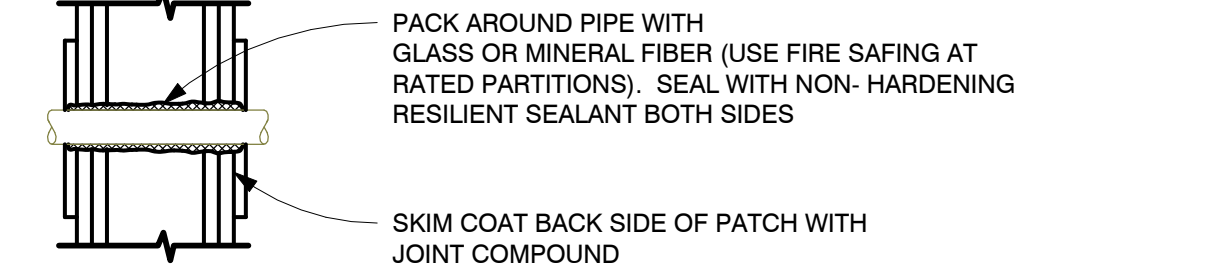 PACK AROUND PIPE WITH
GLASS OR MINERAL FIBER (USE FIRE SAFING AT
RATED PARTITIONS).  SEAL WITH NON- HARDENING
RESILIENT SEALANT BOTH SIDES
SKIM COAT BACK SIDE OF PATCH WITH
JOINT COMPOUND